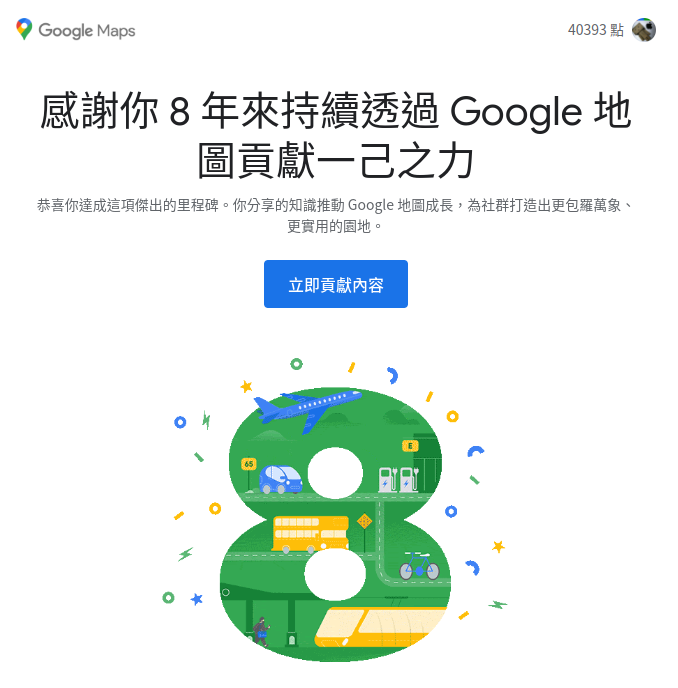 Google Maps
40393 點
感謝你 8 年來持續透過 Google 地
圖貢獻一己之力
恭喜你達成這項傑出的里程碑。你分享的知識推動 Google 地圖成長，為社群打造出更包羅萬象、
更實用的園地。
立即貢獻內容
E
65